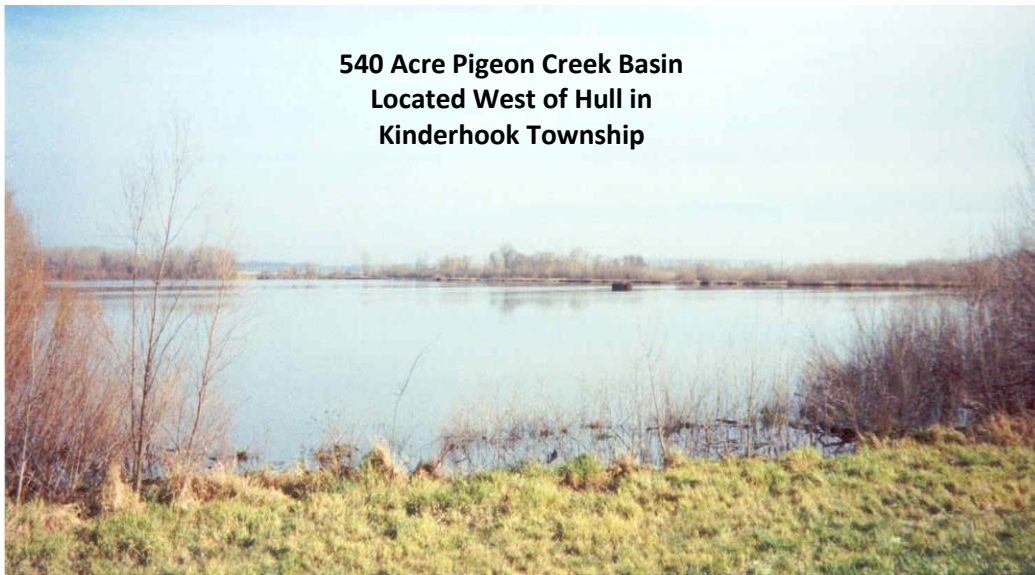 540 Acre Pigeon Creek Basin
Located West of Hull in
Kinderhook Township